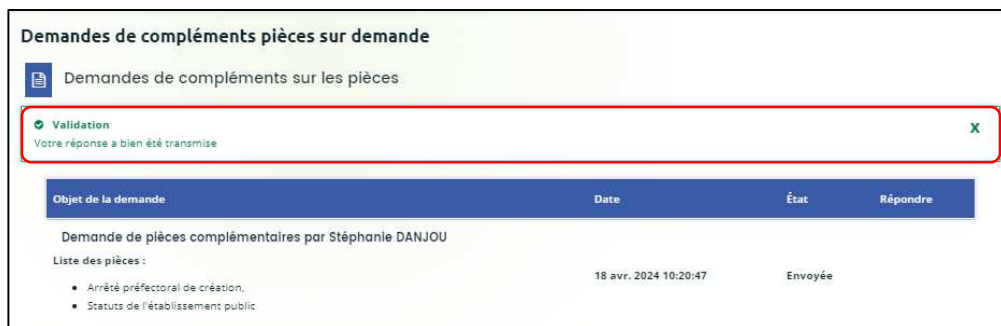 Demandes de compléments pièces sur demande
Demandes de compléments sur les pièces
Validation
X
Votre réponse a bien été transmise
Objet de la demande Date État Répondre
Demande de pièces complémentaires par Stéphanie DANJOU
Liste des pièces :
18 avr. 2024 10:20:47 Envoyée
• Arrêté préfectoral de création,
• Statuts de l'établissement public